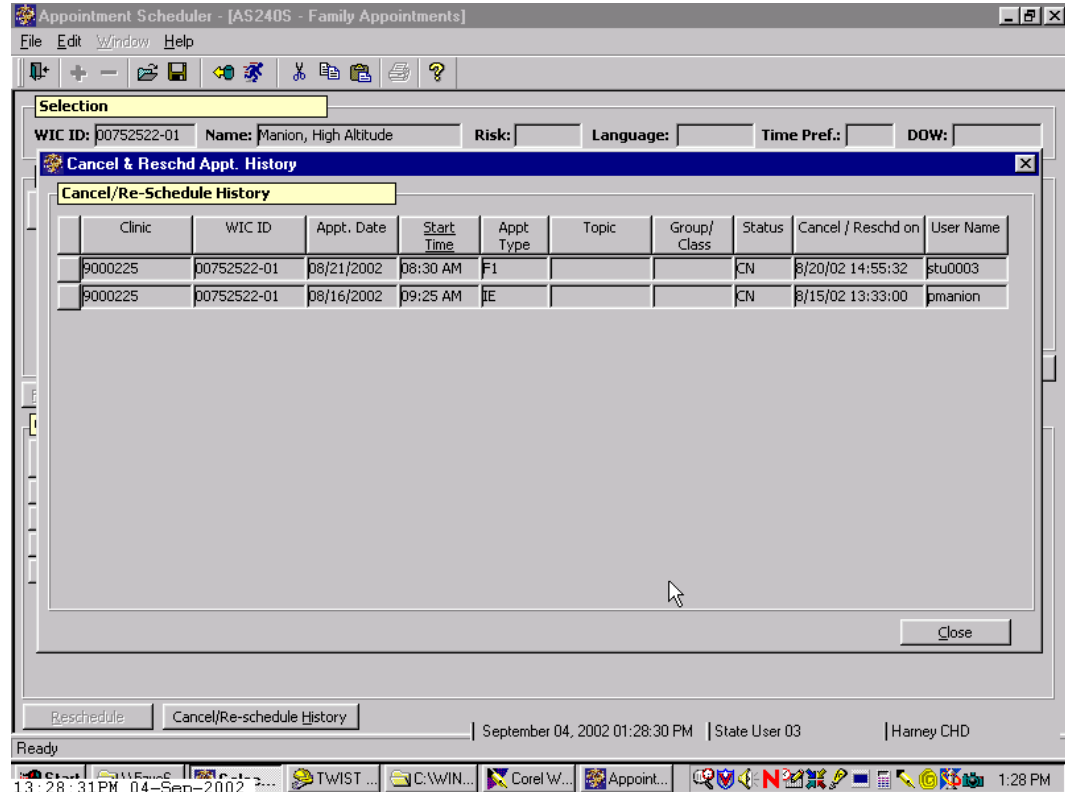 Appointment Scheduler - [AS240S - Family Appointments]
File Edit Window Help
Selection
WIC ID: 00752522-01 Name: Manion, High Altitude Risk: Language: Time Pref.: DOW:
Cancel & Reschd Appt. History
Cancel/Re-Schedule History
Clinic WIC ID Appt. Date Start Time Appt Type Topic Group/ Class Status Cancel / Reschd on User Name
9000225 00752522-01 08/21/2002 08:30 AM F1 CN 8/20/02 14:55:32 stu0003
9000225 00752522-01 08/16/2002 09:25 AM IE CN 8/15/02 13:33:00 pmanion
Close
Reschedule Cancel/Re-schedule History
September 04, 2002 01:28:30 PM State User 03 Harney CHD
Ready
TWIST ... C:\WIN... Corel W... Appoint... 1:28 PM
13:28:31PM 04-Sep-2002